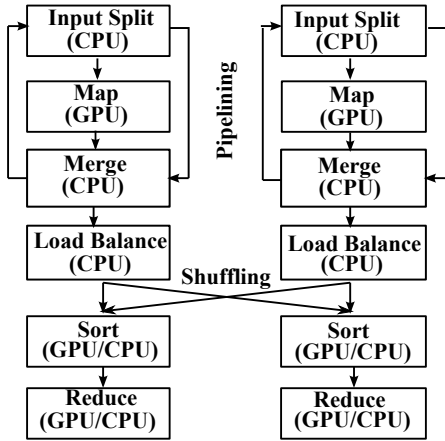 Input Split
(CPU)
Map
(GPU)
Merge
(CPU)
Load Balance
(CPU)
Sort
(GPU/CPU)
Reduce
(GPU/CPU)
Pipelining
Shuffling
Input Split
(CPU)
Map
(GPU)
Merge
(CPU)
Load Balance
(CPU)
Sort
(GPU/CPU)
Reduce
(GPU/CPU)